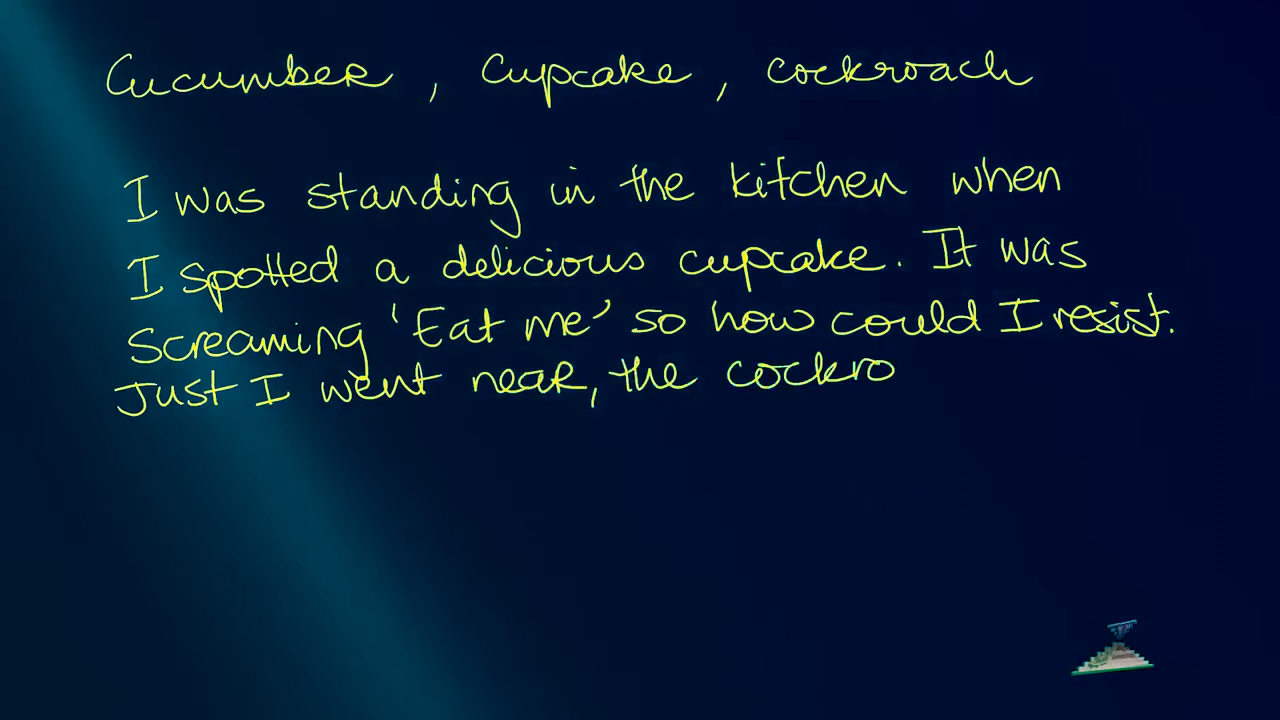 Cucumber, Cupcake, cockroach
I was standing in the kitchen when
I spotted a delicious cupcake. It was
screaming 'Eat me' so how could I resist.
Just I went near, the cockro